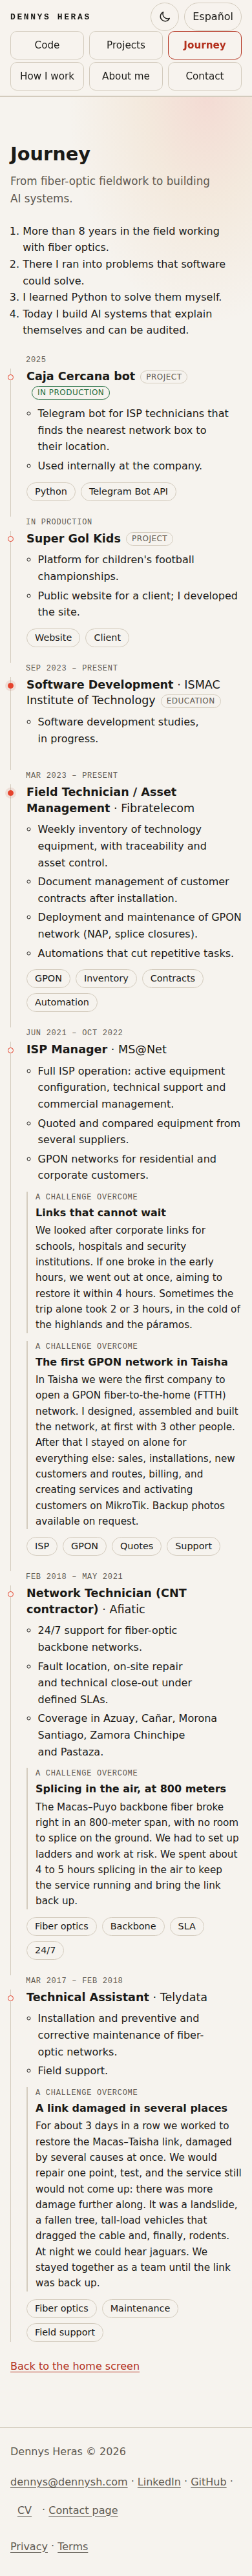 DENNYS HERAS
Español
Code
Projects
Journey
How I work
About me
Contact
Journey
From fiber-optic fieldwork to building
AI systems.
1. More than 8 years in the field working
with fiber optics.
2. There I ran into problems that software
could solve.
3. I learned Python to solve them myself.
4. Today I build AI systems that explain
themselves and can be audited.
2025
Caja Cercana bot PROJECT
IN PRODUCTION
Telegram bot for ISP technicians that
finds the nearest network box to
their location.
Used internally at the company.
Python
Telegram Bot API
IN PRODUCTION
Super Gol Kids PROJECT
Platform for children's football
championships.
Public website for a client; I developed
the site.
Website
Client
SEP 2023 – PRESENT
Software Development · ISMAC
Institute of Technology EDUCATION
Software development studies,
in progress.
MAR 2023 – PRESENT
Field Technician / Asset
Management · Fibratelecom
Weekly inventory of technology
equipment, with traceability and
asset control.
Document management of customer
contracts after installation.
Deployment and maintenance of GPON
network (NAP, splice closures).
Automations that cut repetitive tasks.
GPON
Inventory
Contracts
Automation
JUN 2021 – OCT 2022
ISP Manager · MS@Net
Full ISP operation: active equipment
configuration, technical support and
commercial management.
Quoted and compared equipment from
several suppliers.
GPON networks for residential and
corporate customers.
A CHALLENGE OVERCOME
Links that cannot wait
We looked after corporate links for
schools, hospitals and security
institutions. If one broke in the early
hours, we went out at once, aiming to
restore it within 4 hours. Sometimes the
trip alone took 2 or 3 hours, in the cold of
the highlands and the páramos.
A CHALLENGE OVERCOME
The first GPON network in Taisha
In Taisha we were the first company to
open a GPON fiber-to-the-home (FTTH)
network. I designed, assembled and built
the network, at first with 3 other people.
After that I stayed on alone for
everything else: sales, installations, new
customers and routes, billing, and
creating services and activating
customers on MikroTik. Backup photos
available on request.
ISP
GPON
Quotes
Support
FEB 2018 – MAY 2021
Network Technician (CNT
contractor) · Afiatic
24/7 support for fiber-optic
backbone networks.
Fault location, on-site repair
and technical close-out under
defined SLAs.
Coverage in Azuay, Cañar, Morona
Santiago, Zamora Chinchipe
and Pastaza.
A CHALLENGE OVERCOME
Splicing in the air, at 800 meters
The Macas–Puyo backbone fiber broke
right in an 800-meter span, with no room
to splice on the ground. We had to set up
ladders and work at risk. We spent about
4 to 5 hours splicing in the air to keep
the service running and bring the link
back up.
Fiber optics
Backbone
SLA
24/7
MAR 2017 – FEB 2018
Technical Assistant · Telydata
Installation and preventive and
corrective maintenance of fiber-
optic networks.
Field support.
A CHALLENGE OVERCOME
A link damaged in several places
For about 3 days in a row we worked to
restore the Macas–Taisha link, damaged
by several causes at once. We would
repair one point, test, and the service still
would not come up: there was more
damage further along. It was a landslide,
a fallen tree, tall-load vehicles that
dragged the cable and, finally, rodents.
At night we could hear jaguars. We
stayed together as a team until the link
was back up.
Fiber optics
Maintenance
Field support
Back to the home screen
Dennys Heras © 2026
dennys@dennysh.com · LinkedIn · GitHub ·
CV · Contact page
Privacy · Terms